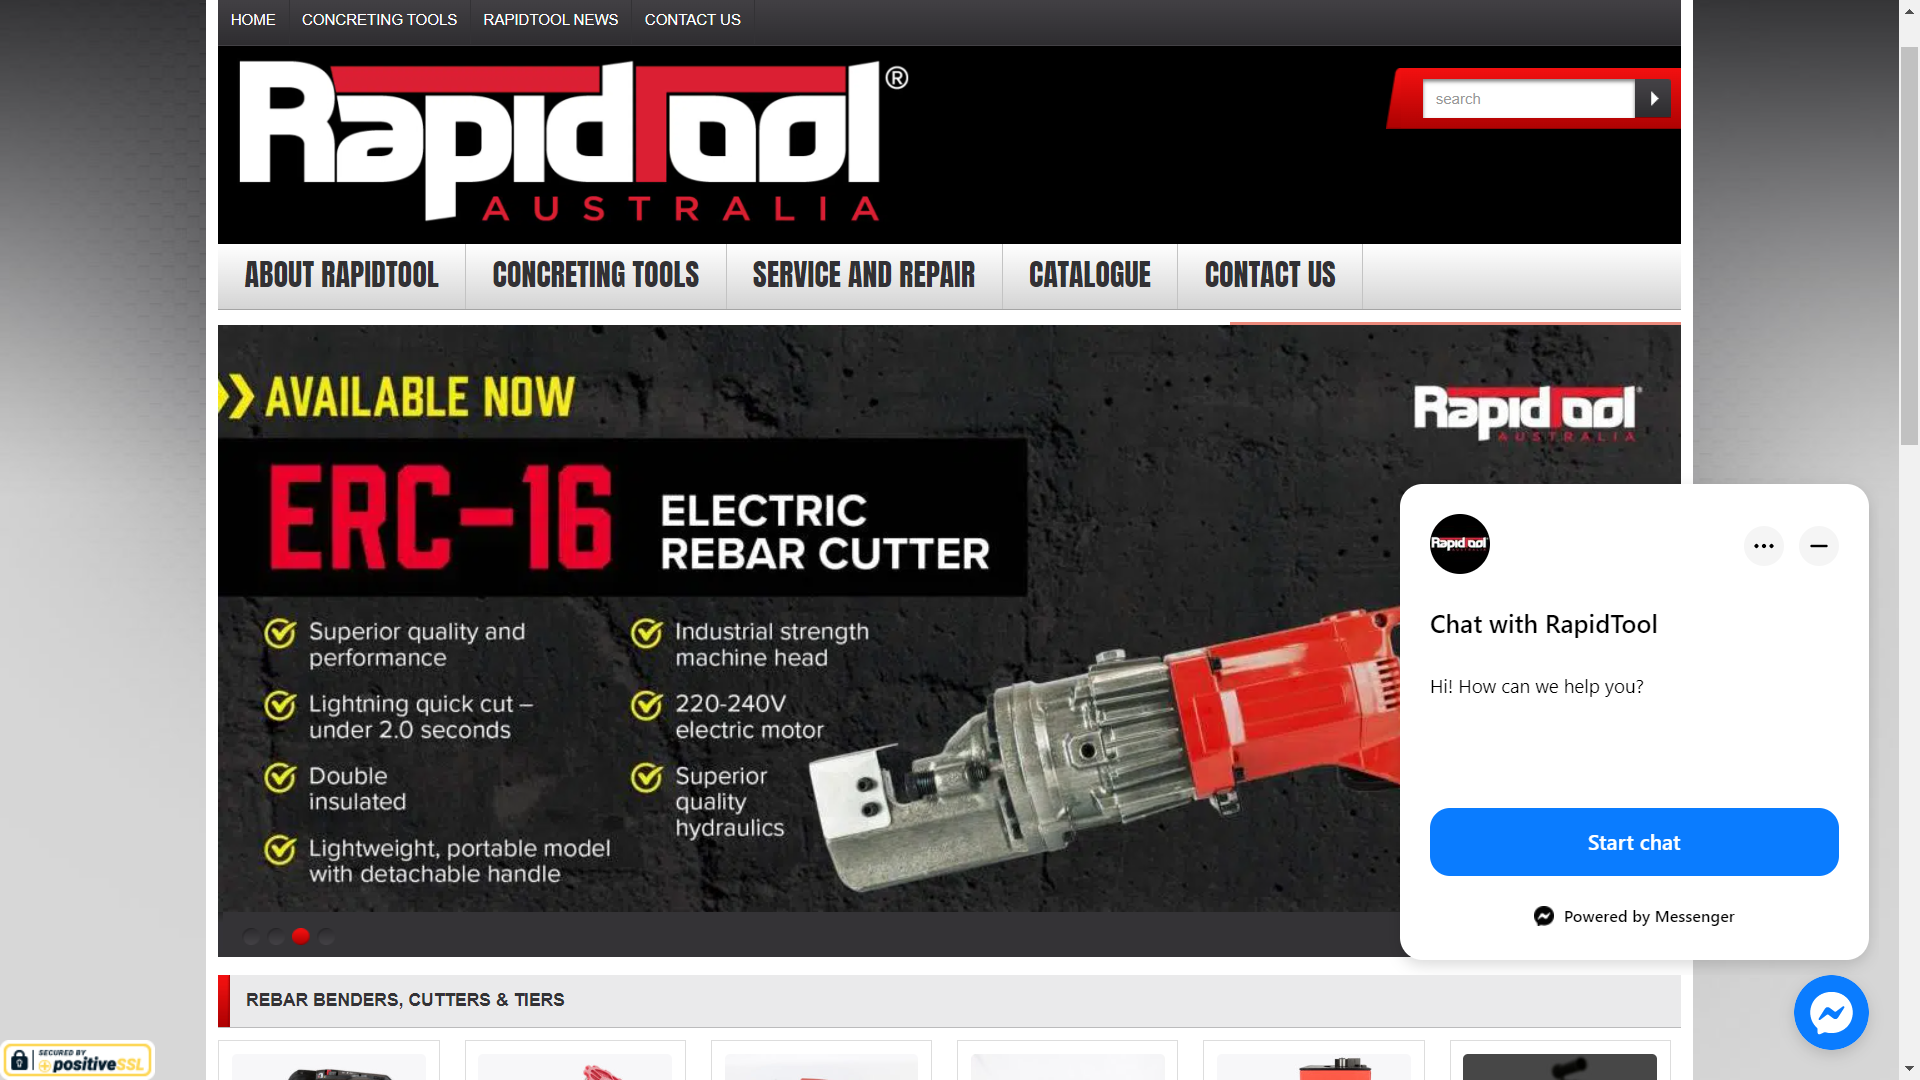 HOME
CONCRETING TOOLS
RAPIDTOOL NEWS
CONTACT US
RapidTool®
AUSTRALIA
search
ABOUT RAPIDTOOL
CONCRETING TOOLS
SERVICE AND REPAIR
CATALOGUE
CONTACT US
AVAILABLE NOW
RapidTool
AUSTRALIA
ERC-16
ELECTRIC
REBAR CUTTER
Superior quality and
performance
Lightning quick cut –
under 2.0 seconds
Double
insulated
Lightweight, portable model
with detachable handle
Industrial strength
machine head
220-240V
electric motor
Superior
quality
hydraulics
RapidTool
Chat with RapidTool
Hi! How can we help you?
Start chat
Powered by Messenger
REBAR BENDERS, CUTTERS & TIERS
SECURED BY
positiveSSL